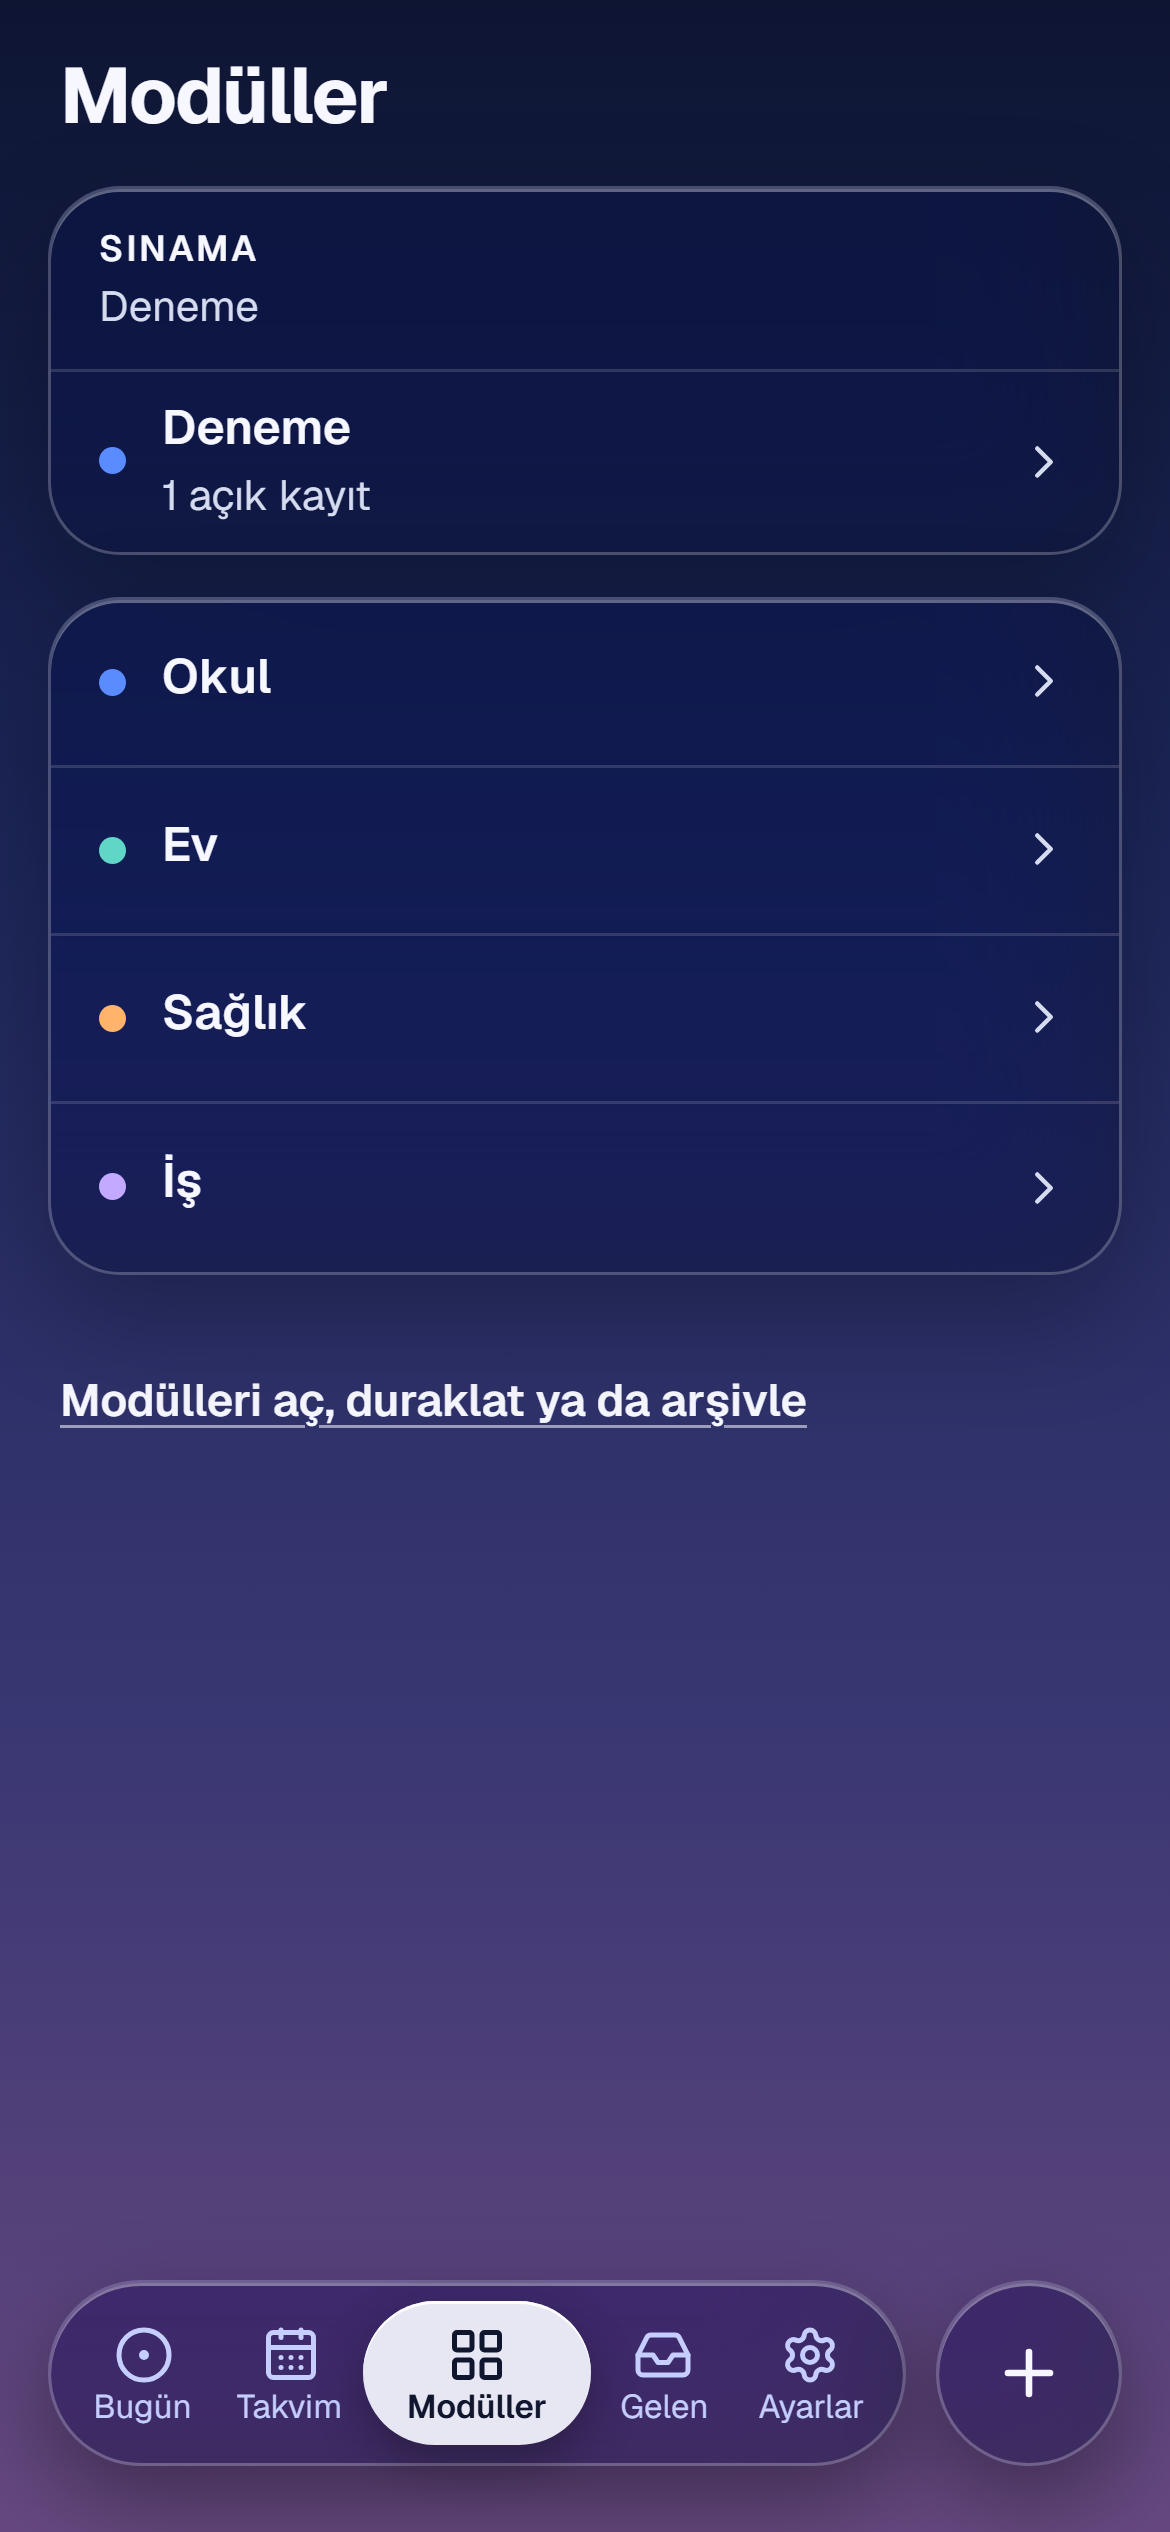 Modüller
SINAMA
Deneme
Deneme
1 açık kayıt
Okul
Ev
Sağlık
İş
Modülleri aç, duraklat ya da arşivle
Bugün
Takvim
Modüller
Gelen
Ayarlar